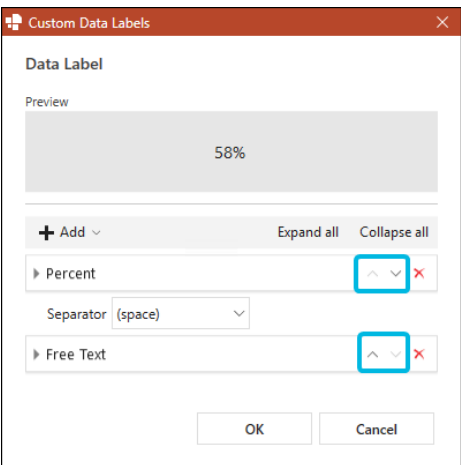 Custom Data Labels
Data Label
Preview
58%
Add
Expand all
Collapse all
Percent
Separator (space)
Free Text
OK
Cancel